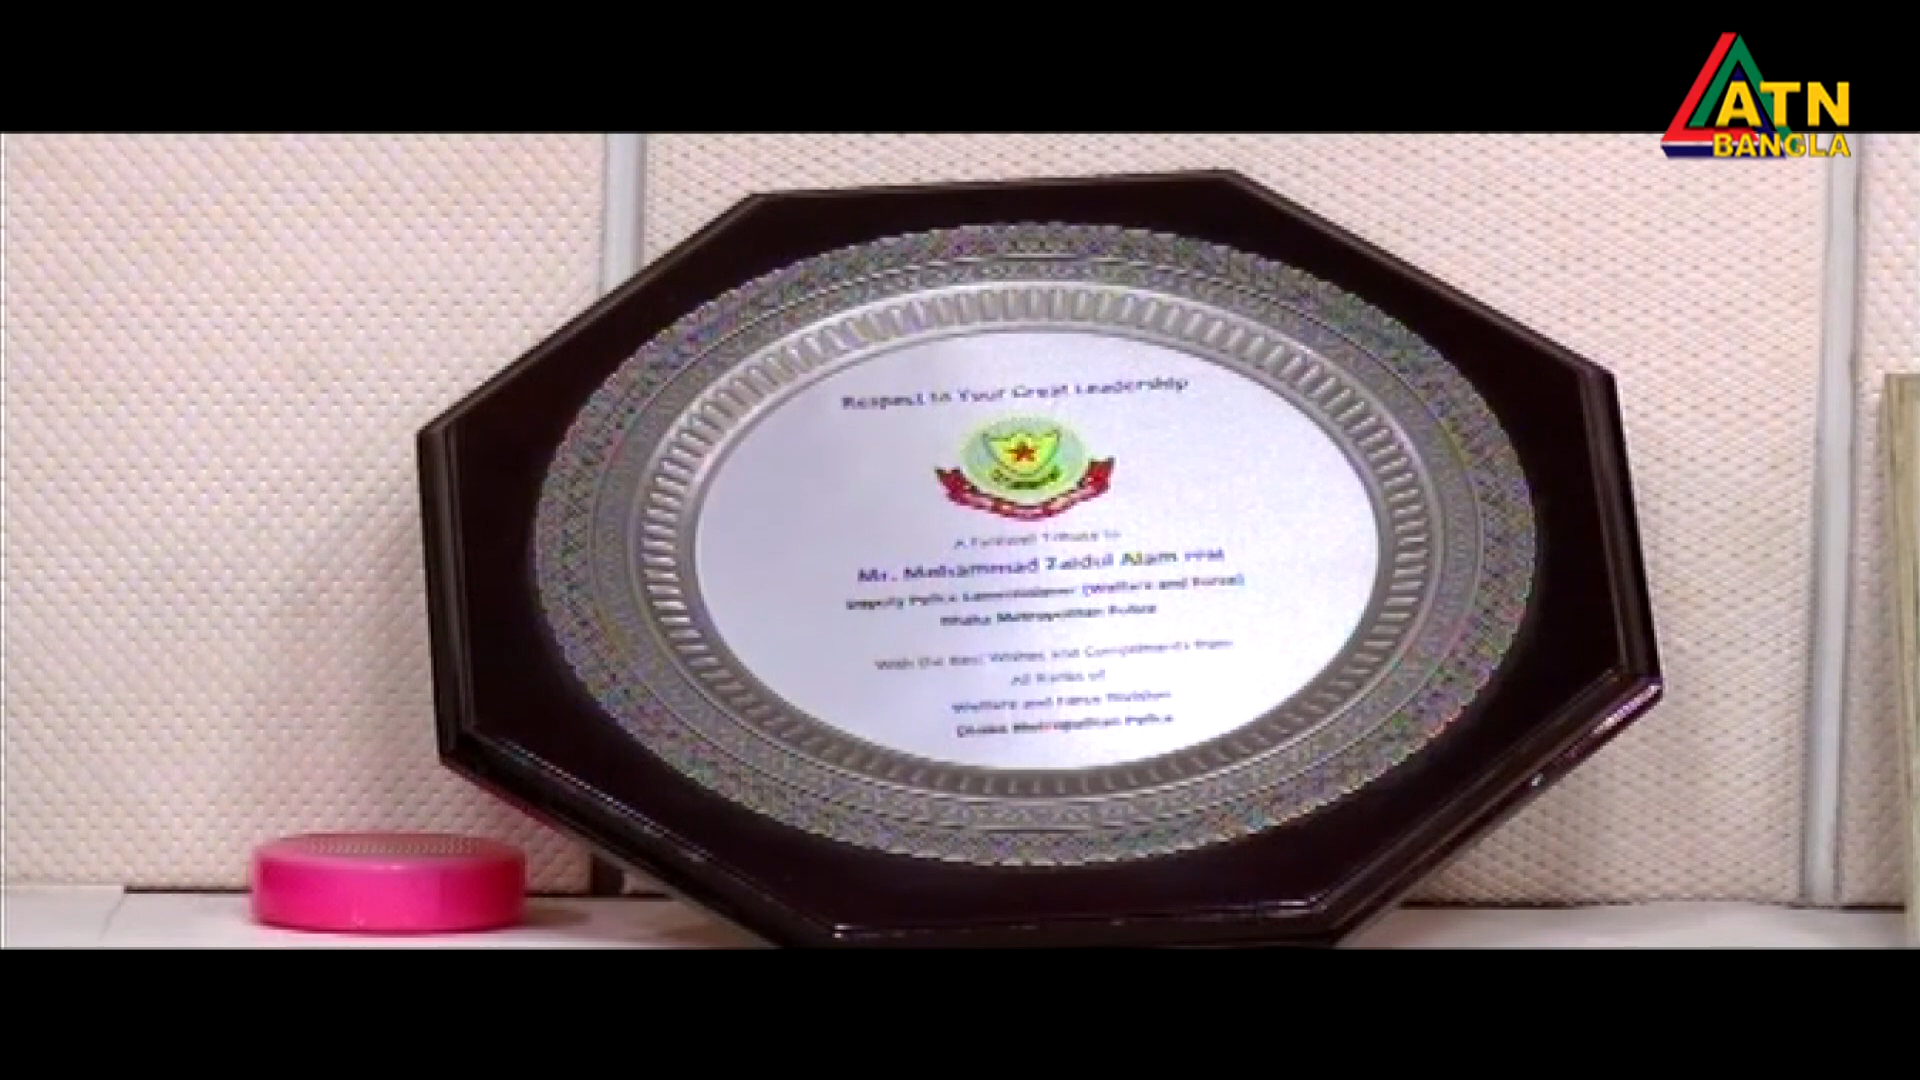 ATN
BANGLA
Respect to Your Great Leadership
A Farewell Tribute to
Mr. Mohammad Zaidul Alam PPM
Deputy Police Commissioner (Welfare and Force)
Dhaka Metropolitan Police
With the Best Wishes and Compliments from
All Ranks of
Welfare and Force Division
Dhaka Metropolitan Police